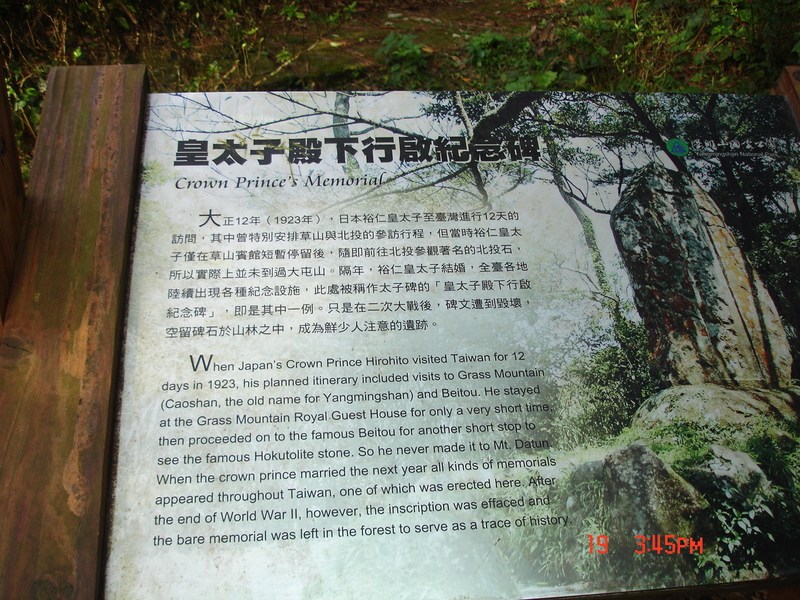 皇太子殿下行啟紀念碑
Crown Prince's Memorial
大正12年（1923年），日本裕仁皇太子至臺灣進行12天的
訪問，其中曾特別安排草山與北投的參訪行程，但當時裕仁皇太
子僅在草山賓館短暫停留後，隨即前往北投參觀著名的北投石，
所以實際上並未到過大屯山。隔年，裕仁皇太子結婚，全臺各地
陸續出現各種紀念設施，此處被稱作太子碑的「皇太子殿下行啟
紀念碑」，即是其中一例。只是在二次大戰後，碑文遭到毀壞，
空留碑石於山林之中，成為鮮少人注意的遺跡。
When Japan's Crown Prince Hirohito visited Taiwan for 12
days in 1923, his planned itinerary included visits to Grass Mountain
(Caoshan, the old name for Yangmingshan) and Beitou. He stayed
at the Grass Mountain Royal Guest House for only a very short time,
then proceeded on to the famous Beitou for another short stop to
see the famous Hokutolite stone. So he never made it to Mt. Datun.
When the crown prince married the next year all kinds of memorials
appeared throughout Taiwan, one of which was erected here. After
the end of World War II, however, the inscription was effaced and
the bare memorial was left in the forest to serve as a trace of history.
19 3:45PM